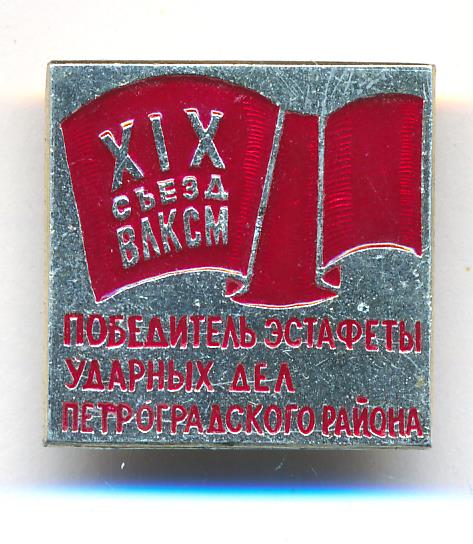 XIX
СЪЕЗД
ВЛКСМ
ПОБЕДИТЕЛЬ ЭСТАФЕТЫ
УДАРНЫХ ДЕЛ
ПЕТРОГРАДСКОГО РАЙОНА